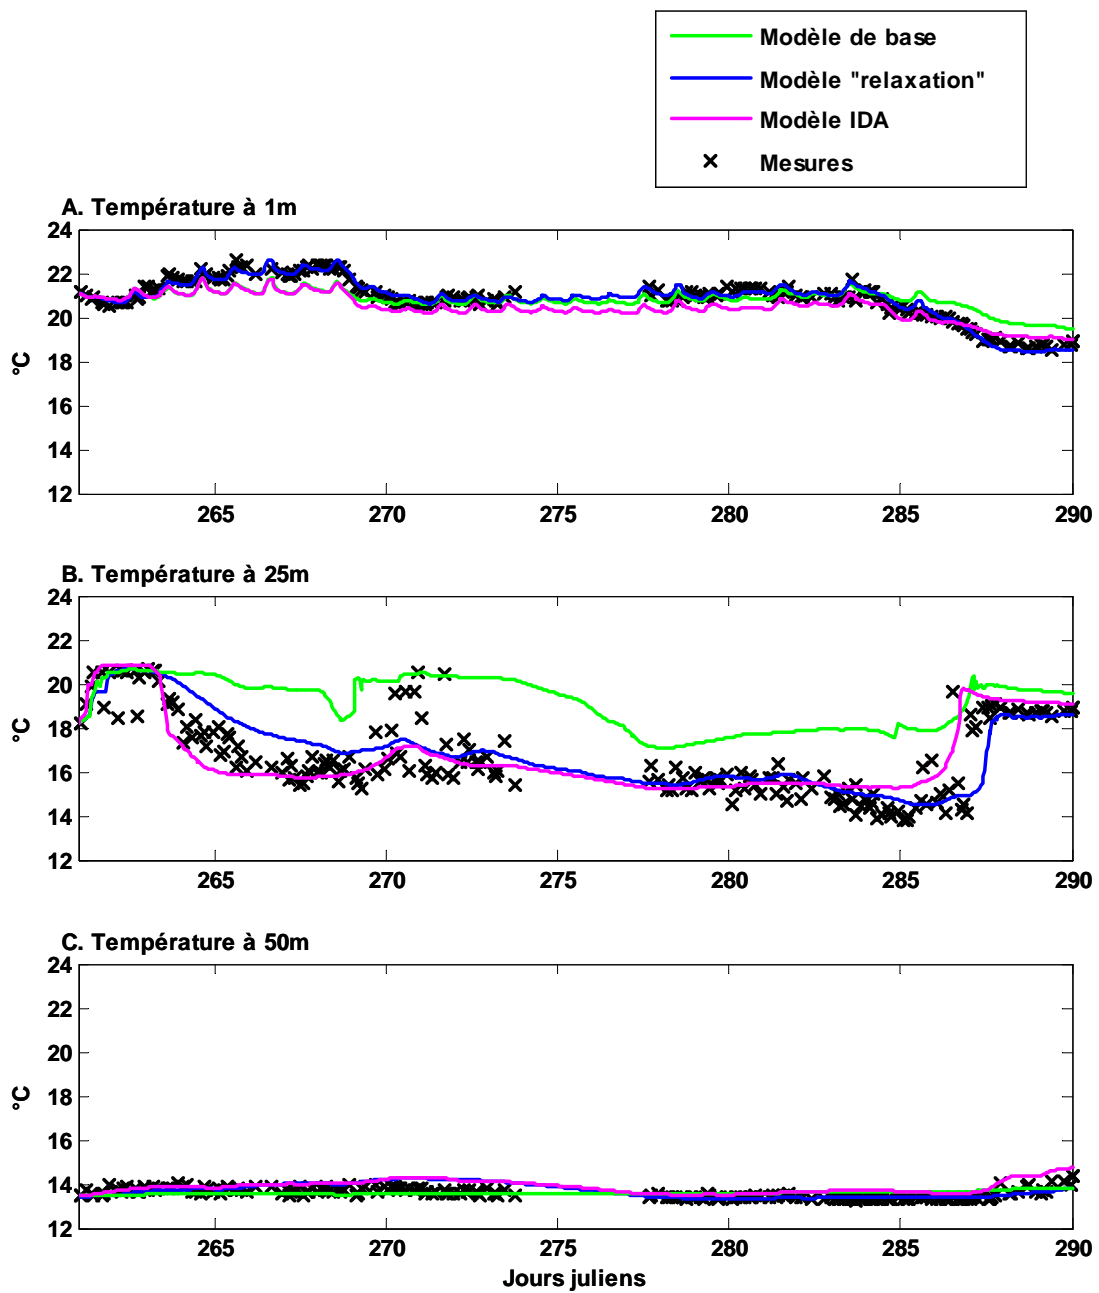 Modèle de base
Modèle "relaxation"
Modèle IDA
Mesures
A. Température à 1m
24
22
20
18
16
14
12
°C
265 270 275 280 285 290
B. Température à 25m
24
22
20
18
16
14
12
°C
265 270 275 280 285 290
C. Température à 50m
24
22
20
18
16
14
12
°C
265 270 275 280 285 290
Jours juliens